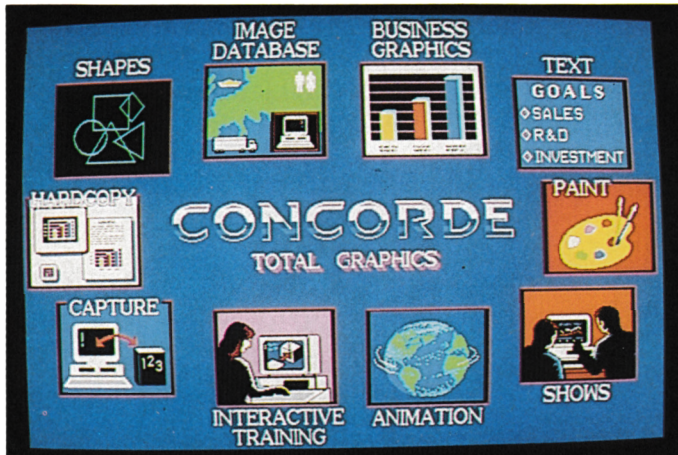 IMAGE
DATABASE
BUSINESS
GRAPHICS
SHAPES
TEXT
GOALS
◇SALES
◇R&D
◇INVESTMENT
HARDCOPY
CONCORDE
TOTAL GRAPHICS
PAINT
CAPTURE
123
INTERACTIVE
TRAINING
ANIMATION
SHOWS